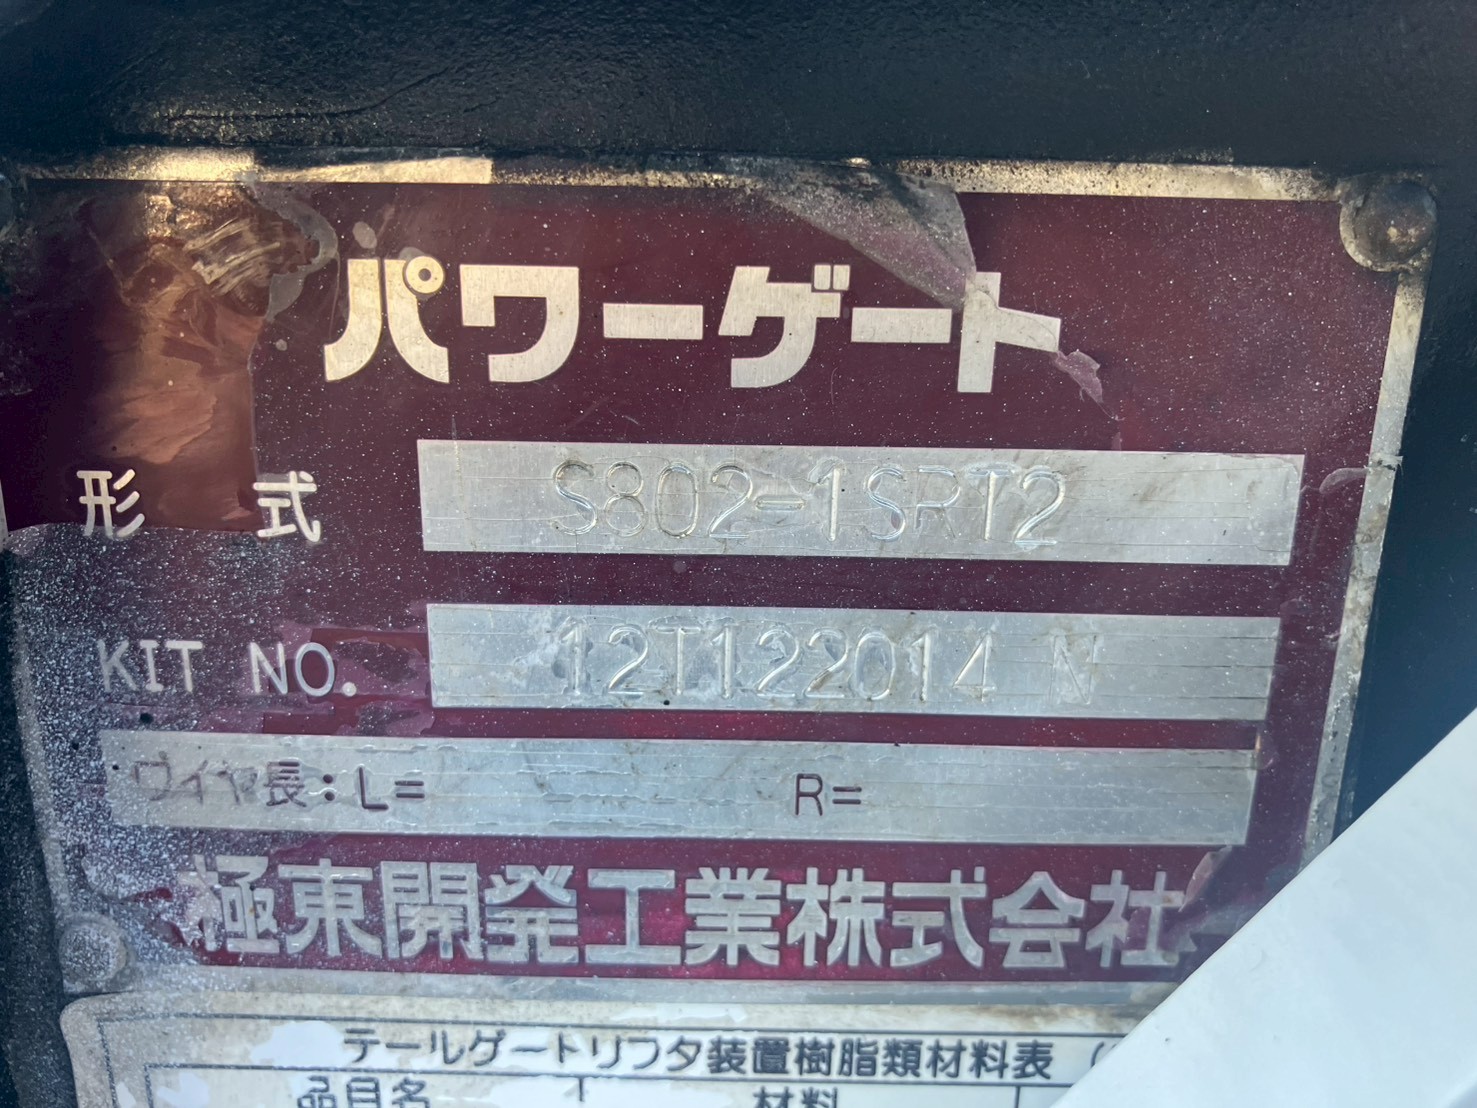 パワーゲート
形 式 S802-1SRT2
KIT NO. 12T122014 N
ワイヤ長:L= R=
極東開発工業株式会社
テールゲートリフタ装置樹脂類材料表(
品目名 材料